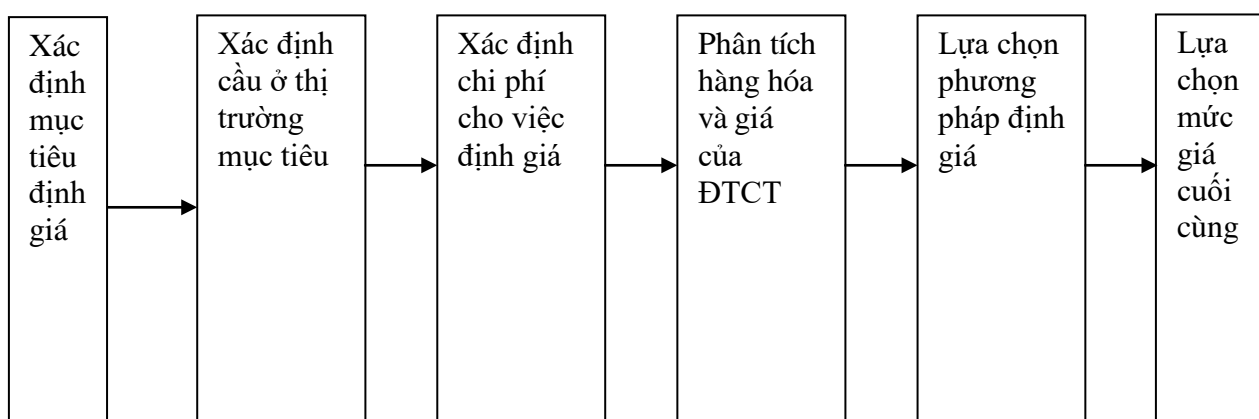 Xác
định
mục
tiêu
định
giá
Xác định
cầu ở thị
trường
mục tiêu
Xác định
chi phí
cho việc
định giá
Phân tích
hàng hóa
và giá
của
ĐTCT
Lựa chọn
phương
pháp định
giá
Lựa
chọn
mức
giá
cuối
cùng